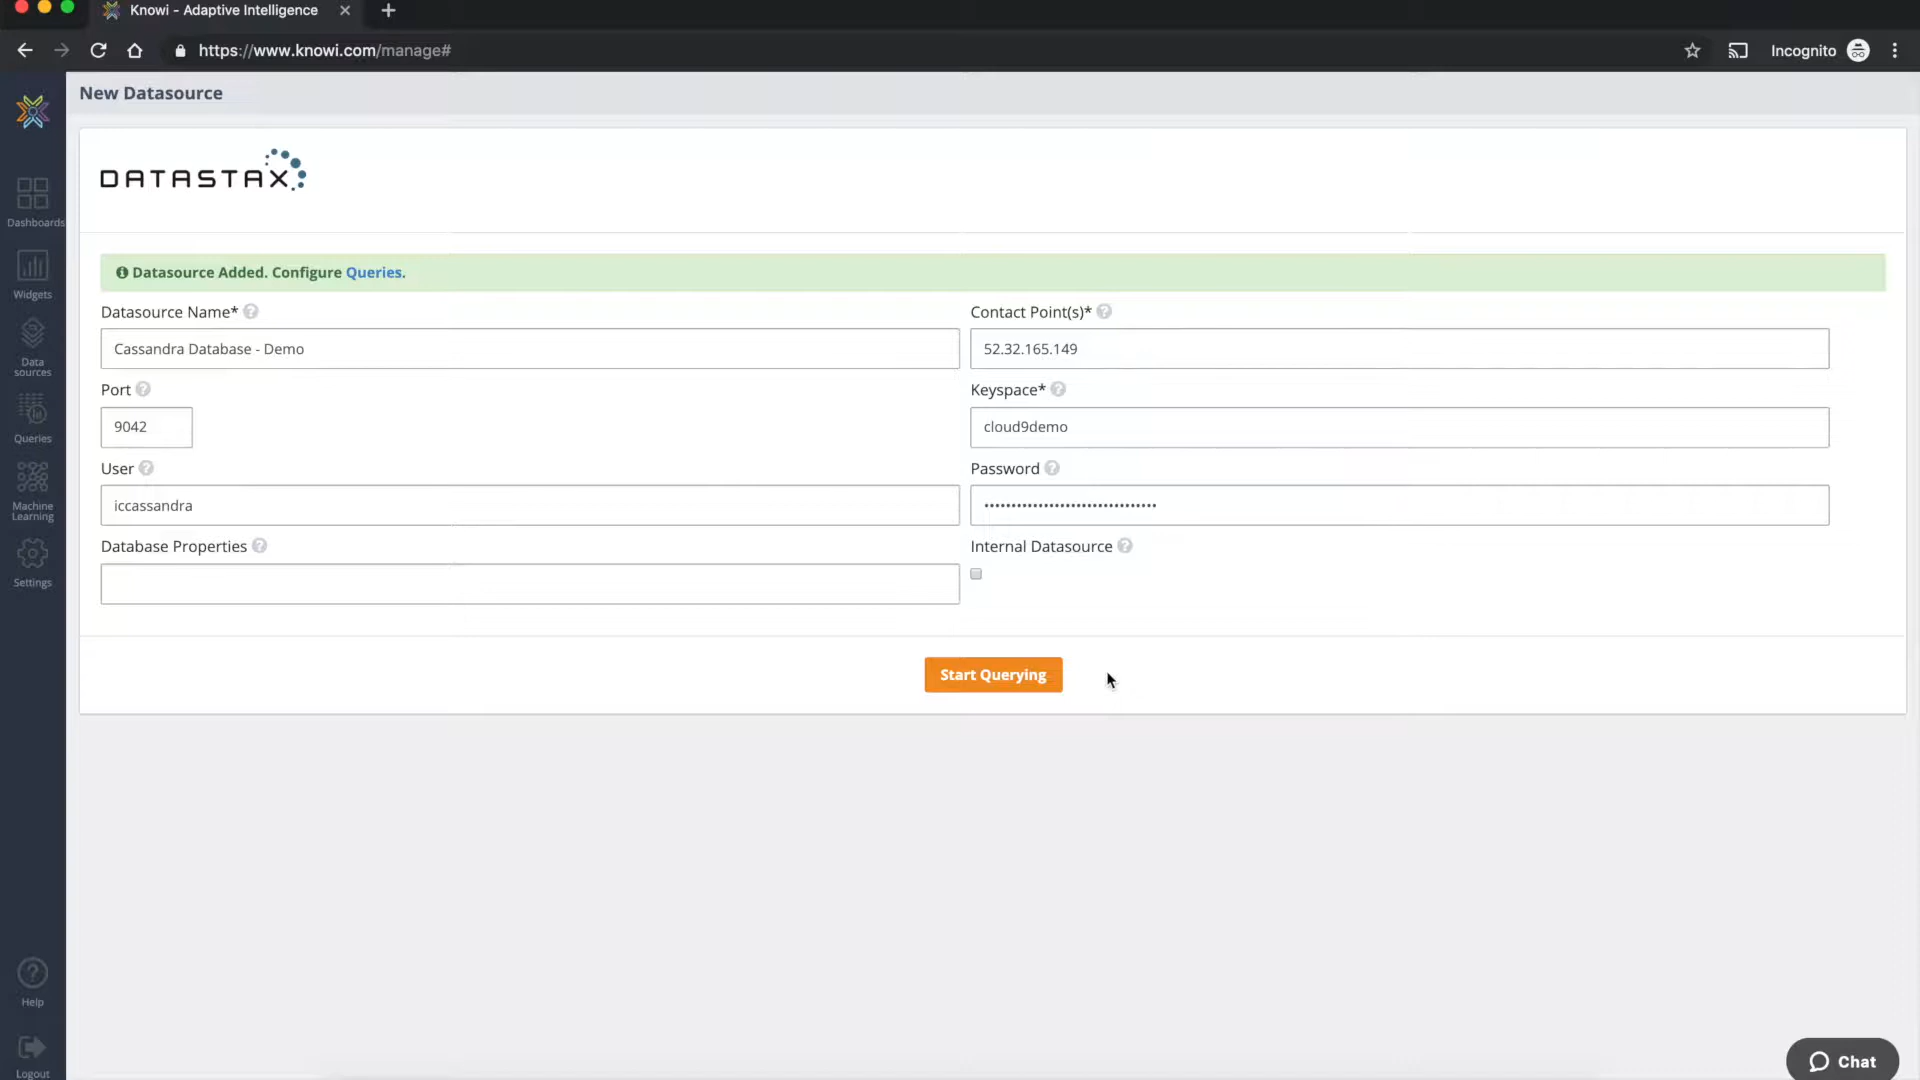 Knowi - Adaptive Intelligence
https://www.knowi.com/manage#
Incognito
New Datasource
DATASTAX
Datasource Added. Configure Queries.
Datasource Name*
Contact Point(s)*
Cassandra Database - Demo
52.32.165.149
Port
Keyspace*
9042
cloud9demo
User
Password
iccassandra
Database Properties
Internal Datasource
Start Querying
Dashboards
Widgets
Data
sources
Queries
Machine
Learning
Settings
Help
Logout
Chat